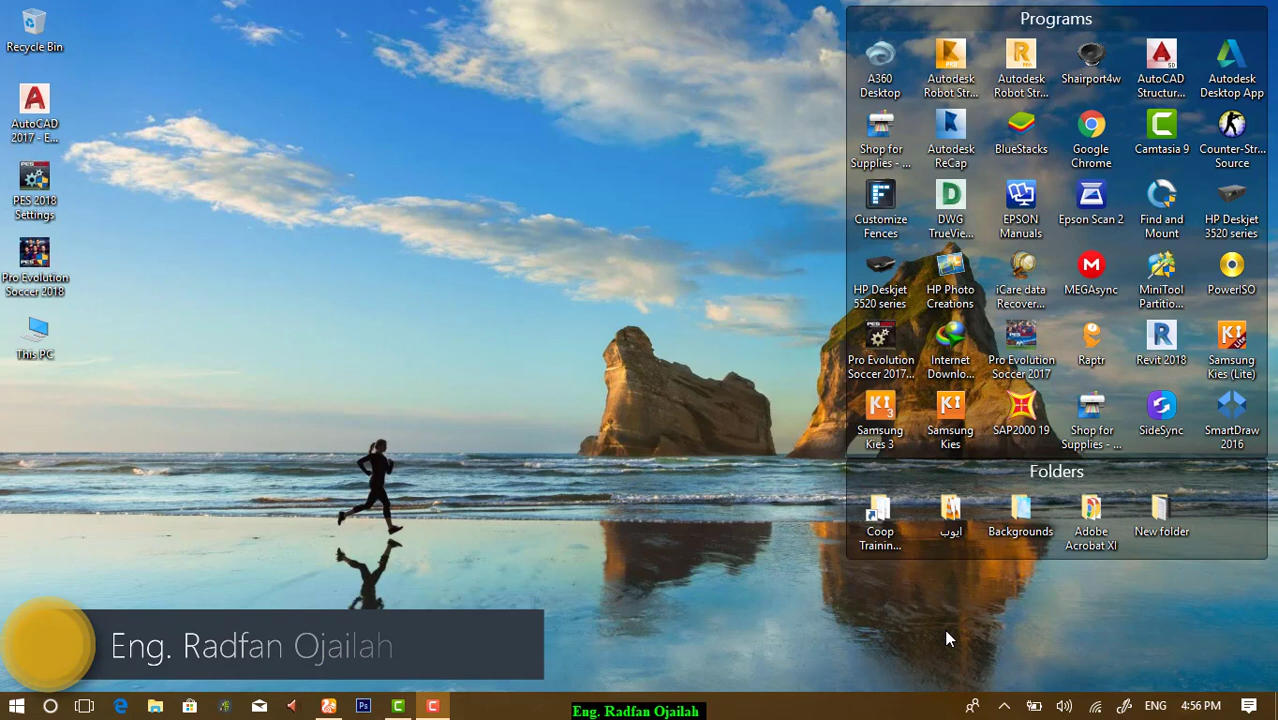 Recycle Bin
AutoCAD
2017 - E...
PES 2018
Settings
Pro Evolution
Soccer 2018
This PC
Programs
A360
Desktop
Autodesk
Robot Str...
Autodesk
Robot Str...
Shairport4w
AutoCAD
Structur...
Autodesk
Desktop App
Shop for
Supplies - ...
Autodesk
ReCap
BlueStacks
Google
Chrome
Camtasia 9
Counter-Str...
Source
Customize
Fences
DWG
TrueVie...
EPSON
Manuals
Epson Scan 2
Find and
Mount
HP Deskjet
3520 series
HP Deskjet
5520 series
HP Photo
Creations
iCare data
Recover...
MEGAsync
MiniTool
Partitio...
PowerISO
Pro Evolution
Soccer 2017...
Internet
Downlo...
Pro Evolution
Soccer 2017
Raptr
Revit 2018
Samsung
Kies (Lite)
Samsung
Kies 3
Samsung
Kies
SAP2000 19
Shop for
Supplies - ...
SideSync
SmartDraw
2016
Folders
Coop
Trainin...
ايوب
Backgrounds
Adobe
Acrobat XI
New folder
Eng. Radfan Ojailah
Eng. Radfan Ojailah
ENG
4:56 PM